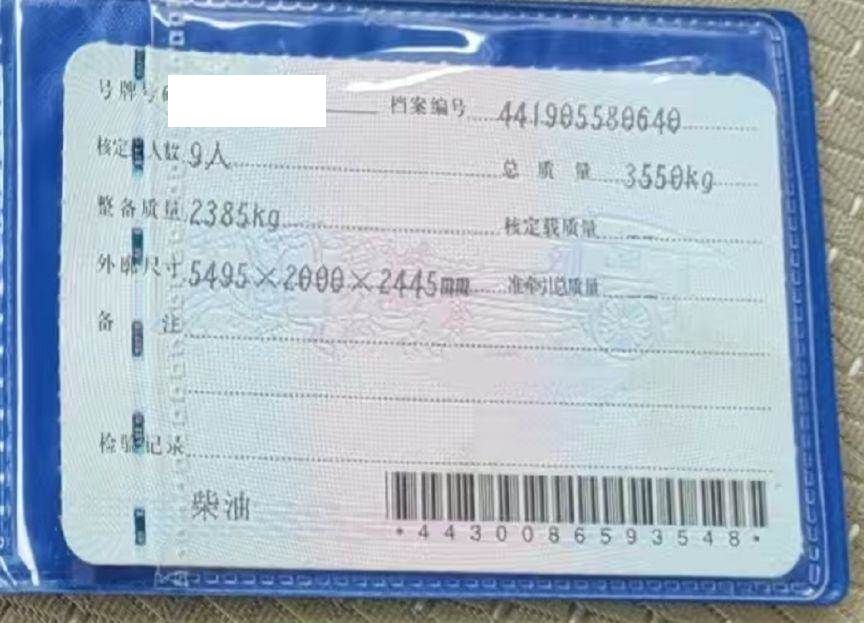 号牌号码 档案编号 441905580640
核定载人数 9人 总质量 3550kg
整备质量 2385kg 核定载质量 --
外廓尺寸 5495×2000×2445mm 准牵引总质量 --
备注
检验记录
柴油
*4430086593548*